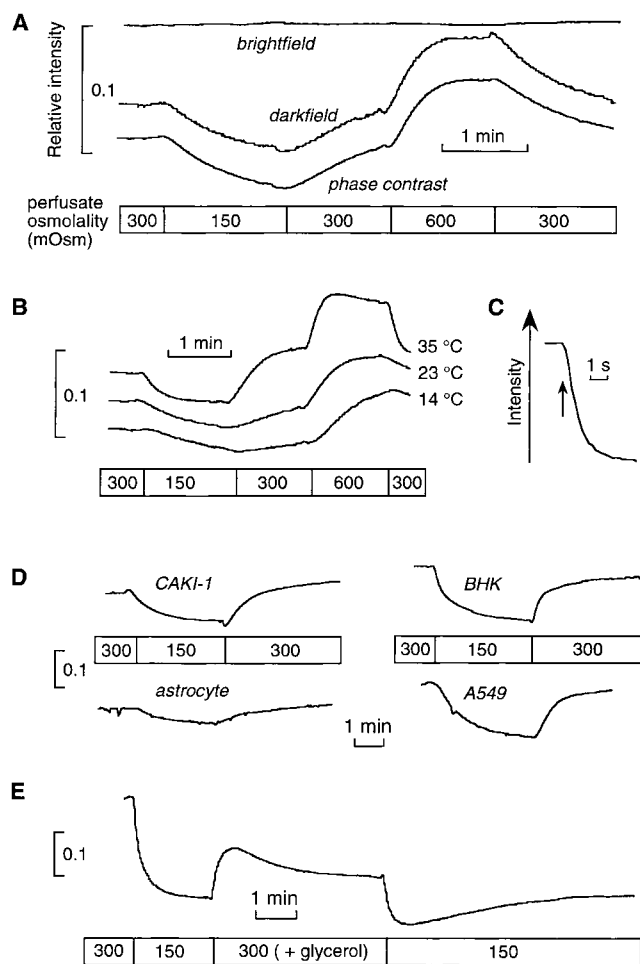 A
Relative intensity
0.1
brightfield
darkfield
1 min
phase contrast
perfusate osmolality (mOsm)
300 150 300 600 300
B
1 min
0.1
35 °C
23 °C
14 °C
300 150 300 600 300
C
Intensity
1 s
D
CAKI-1
BHK
300 150 300
300 150 300
0.1
astrocyte
A549
1 min
E
0.1
1 min
300 150 300 (+ glycerol) 150